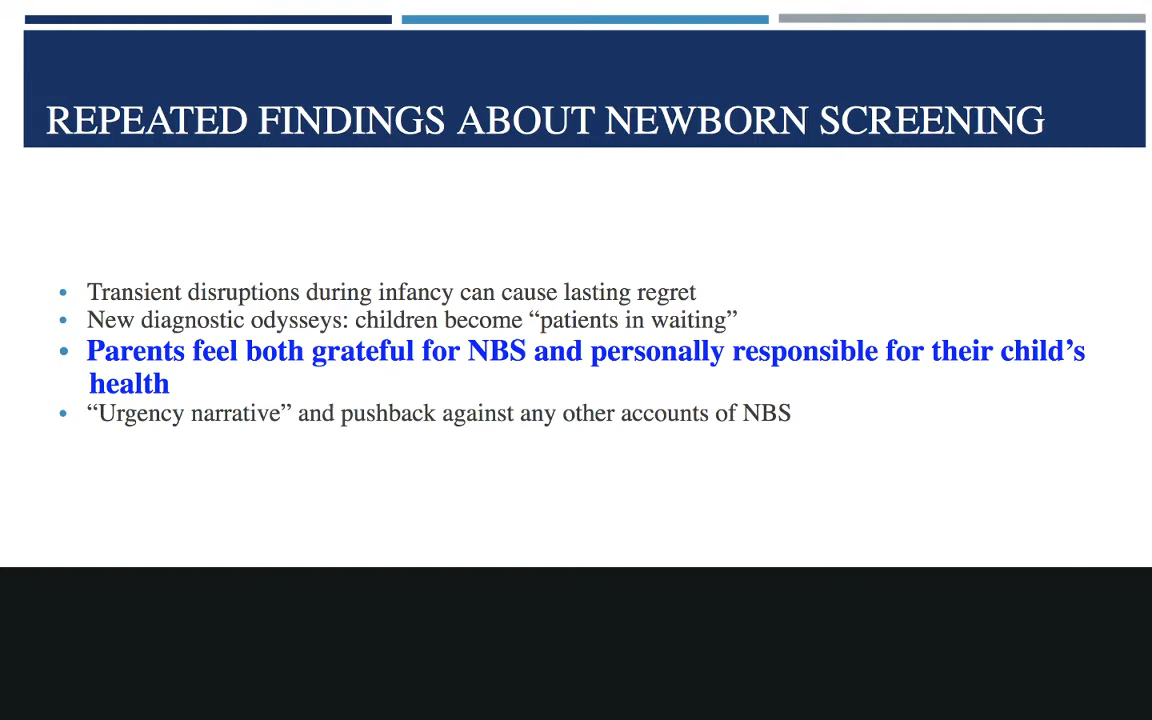 REPEATED FINDINGS ABOUT NEWBORN SCREENING
• Transient disruptions during infancy can cause lasting regret
• New diagnostic odysseys: children become “patients in waiting”
• Parents feel both grateful for NBS and personally responsible for their child’s
health
• “Urgency narrative” and pushback against any other accounts of NBS